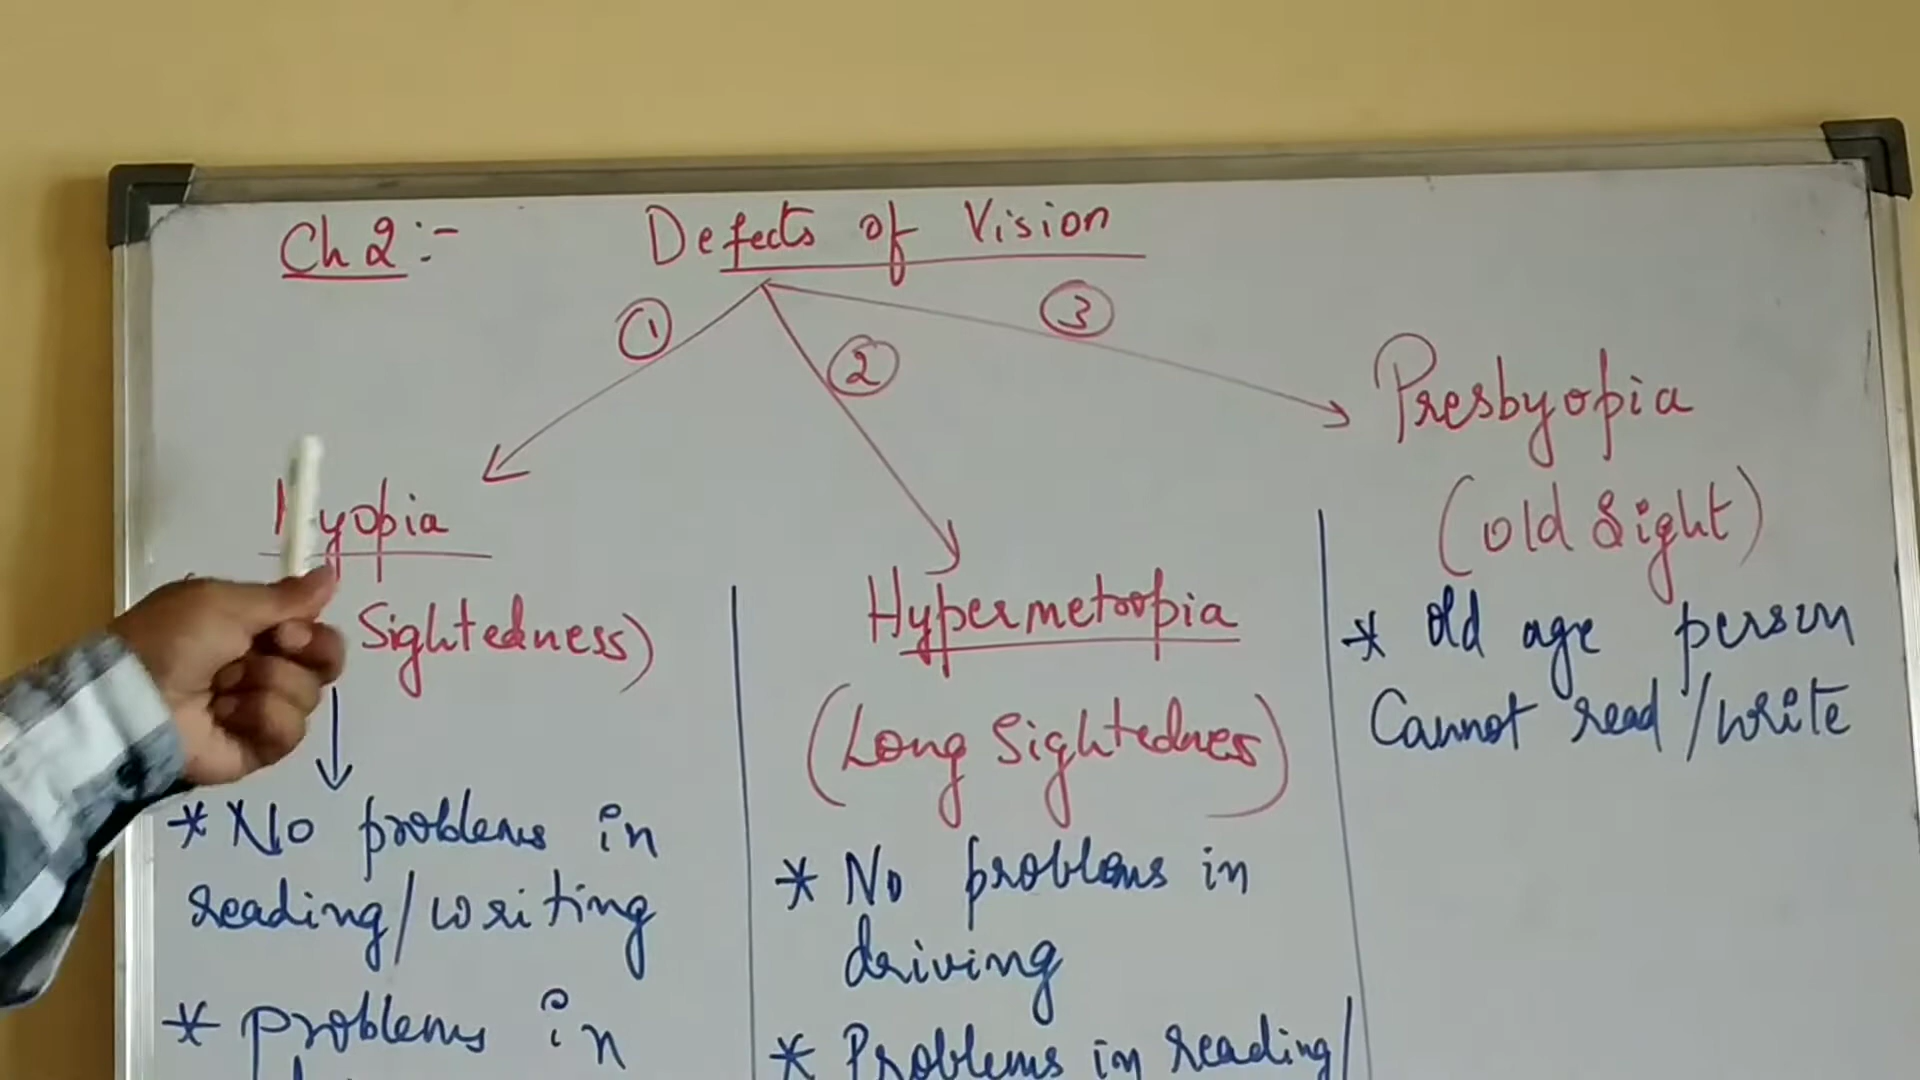 Ch 2:-
Defects of Vision
1
2
3
Myopia
Sightedness)
* No problems in
reading/writing
* problems in
Hypermetropia
(Long Sightedness)
* No problems in
driving
* Problems in reading/
Presbyopia
(old Sight)
* old age person
Cannot read/write